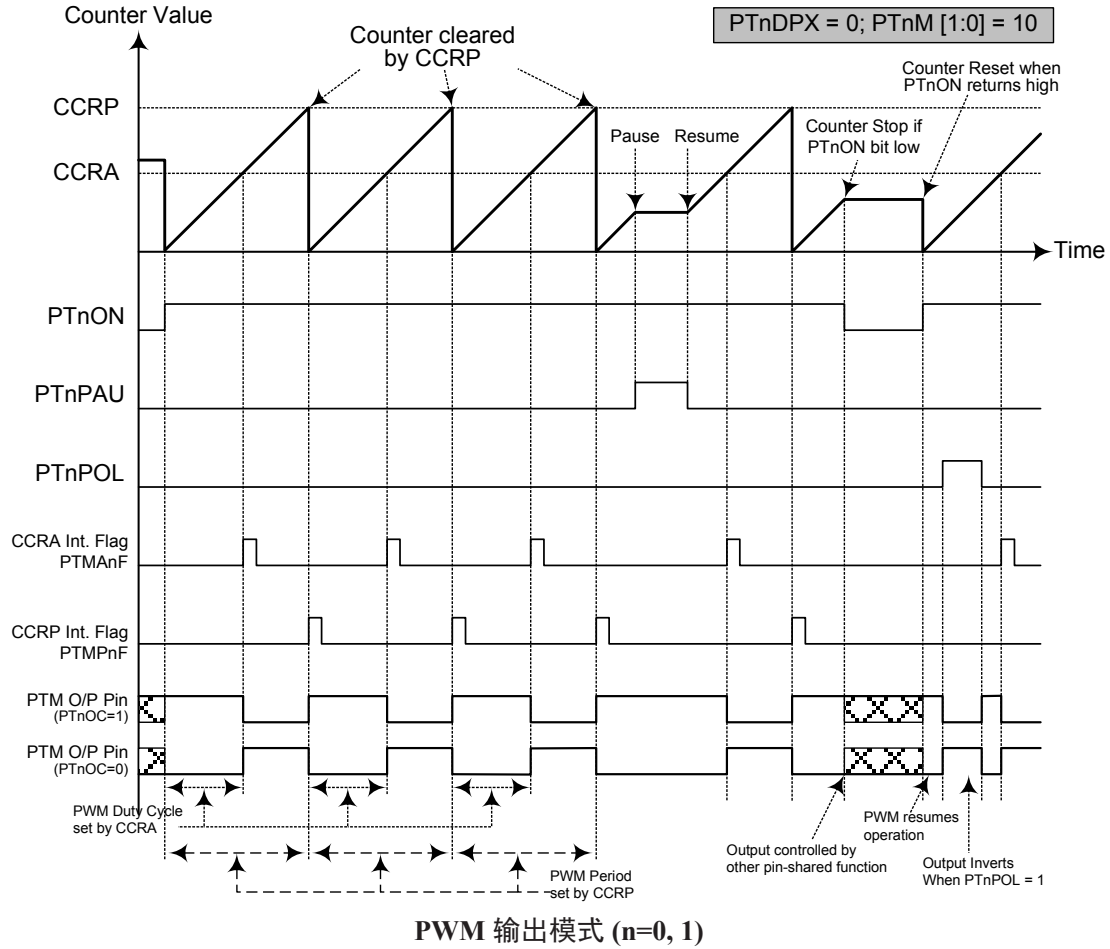 Counter Value
PTnDPX = 0; PTnM [1:0] = 10
Counter cleared
by CCRP
Counter Reset when
PTnON returns high
CCRP
Pause
Resume
Counter Stop if
PTnON bit low
CCRA
Time
PTnON
PTnPAU
PTnPOL
CCRA Int. Flag
PTMAnF
CCRP Int. Flag
PTMPnF
PTM O/P Pin
(PTnOC=1)
PTM O/P Pin
(PTnOC=0)
PWM Duty Cycle
set by CCRA
PWM Period
set by CCRP
Output controlled by
other pin-shared function
PWM resumes
operation
Output Inverts
When PTnPOL = 1
PWM 输出模式 (n=0, 1)